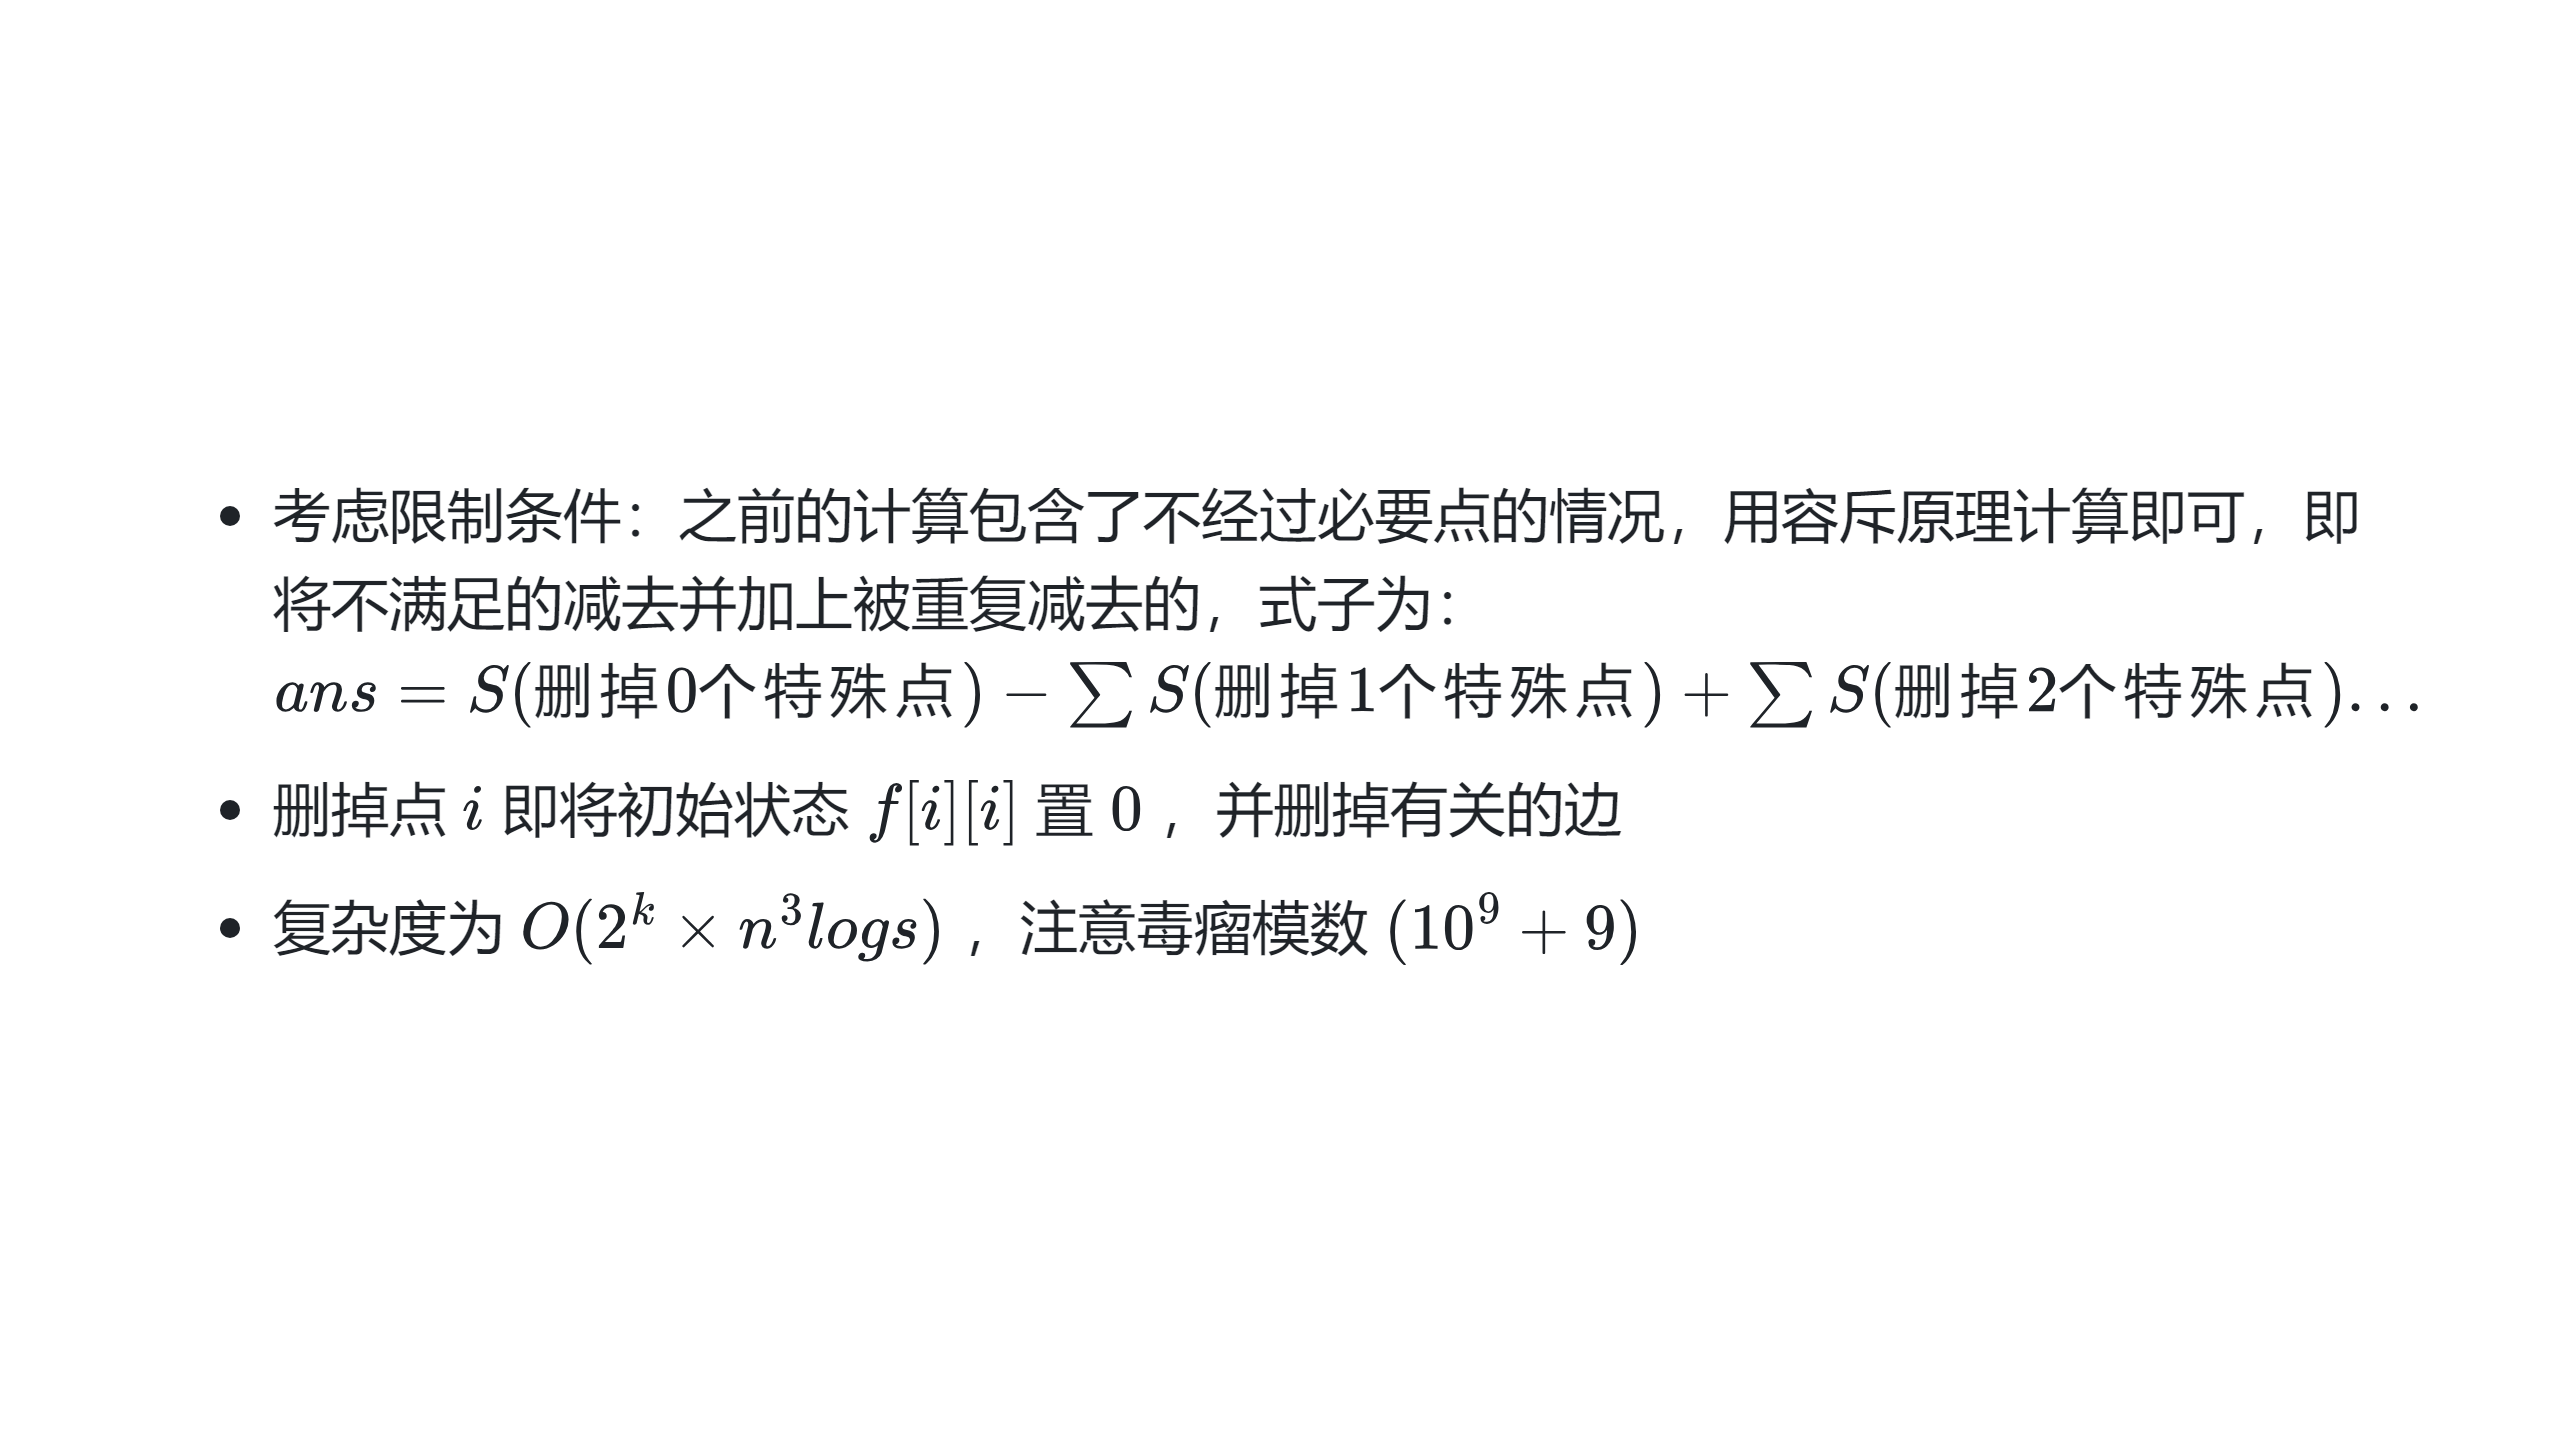 考虑限制条件：之前的计算包含了不经过必要点的情况，用容斥原理计算即可，即
将不满足的减去并加上被重复减去的，式子为：
ans = S(删掉0个特殊点) − ∑ S(删掉1个特殊点) + ∑ S(删掉2个特殊点)...
删掉点 i 即将初始状态 f[i][i] 置 0 ，并删掉有关的边
复杂度为 O(2^k × n^3logs) ，注意毒瘤模数 (10^9 + 9)